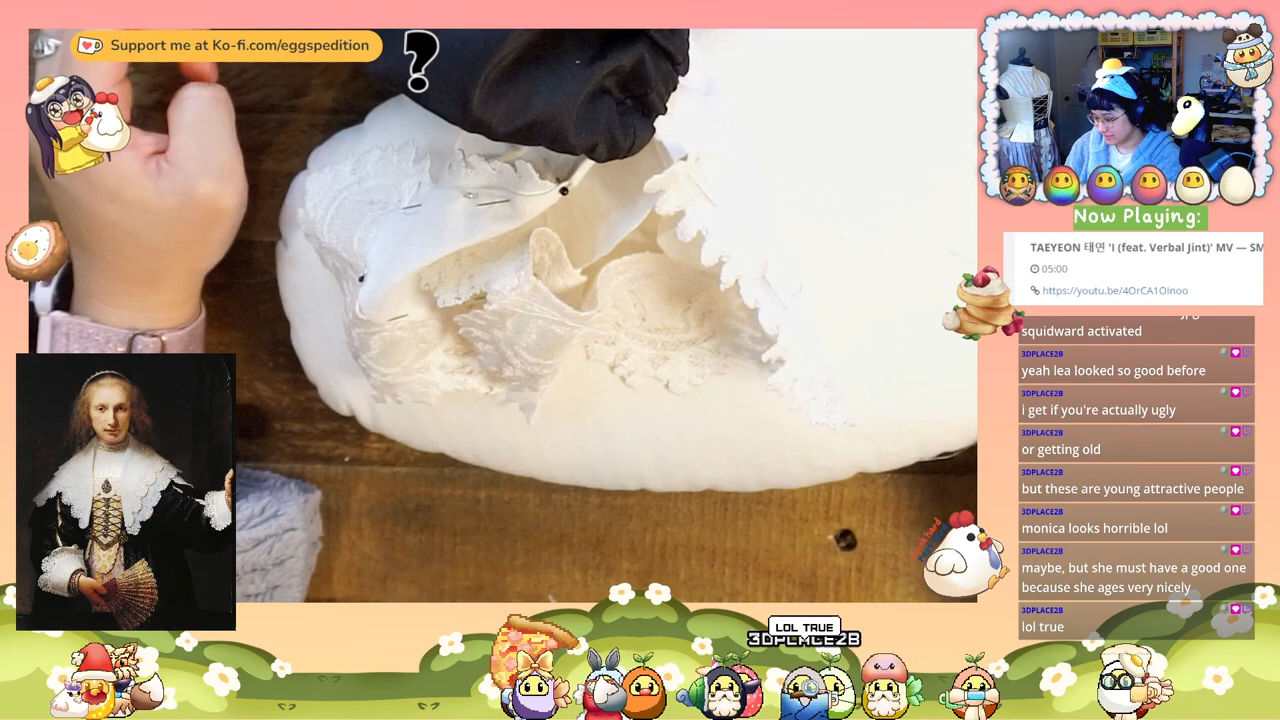 Support me at Ko-fi.com/eggspedition
?
Now Playing:
TAEYEON 태연 'I (feat. Verbal Jint)' MV — SM
05:00
https://youtu.be/4OrCA1OInoo
squidward activated
3DPLACE2B
yeah lea looked so good before
3DPLACE2B
i get if you're actually ugly
3DPLACE2B
or getting old
3DPLACE2B
but these are young attractive people
3DPLACE2B
monica looks horrible lol
3DPLACE2B
maybe, but she must have a good one
because she ages very nicely
3DPLACE2B
lol true
LOL TRUE
3DPLACE2B